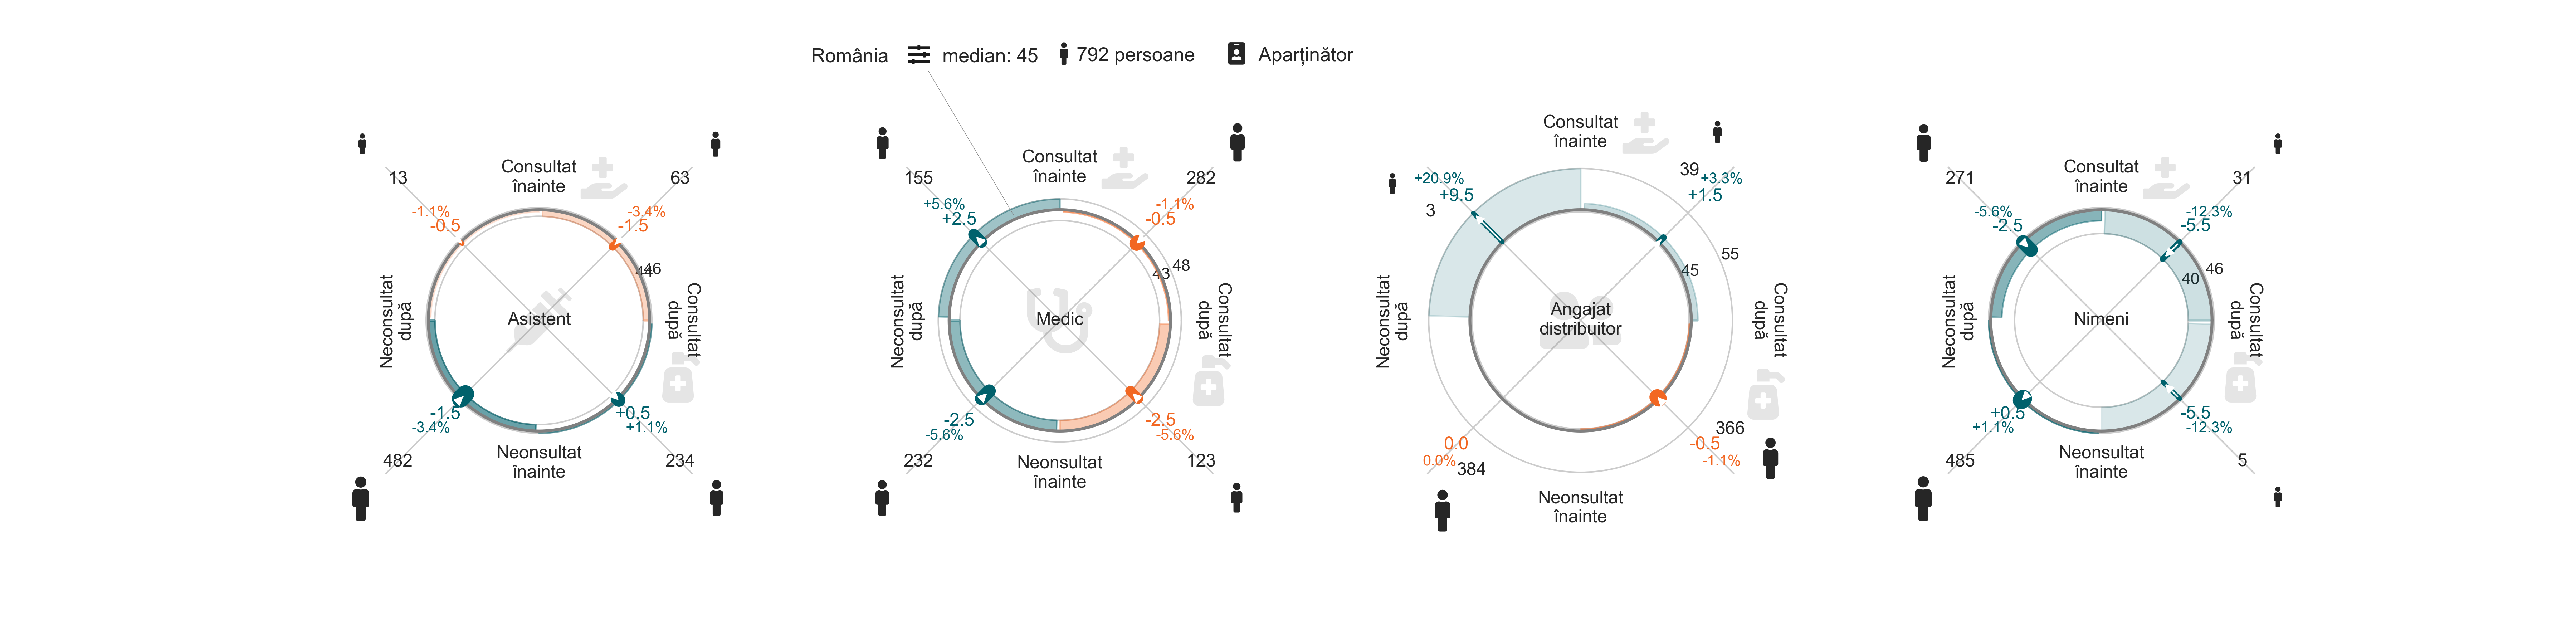 România median: 45 792 persoane Aparținător
13
63
Consultat
înainte
-1.1%
-0.5
-3.4%
-1.5
44
46
Neconsultat
după
Asistent
Consultat
după
-1.5
-3.4%
+0.5
+1.1%
Neonsultat
înainte
482
234
155
282
Consultat
înainte
+5.6%
+2.5
-1.1%
-0.5
43
48
Neconsultat
după
Medic
Consultat
după
-2.5
-5.6%
-2.5
-5.6%
Neonsultat
înainte
232
123
Consultat
înainte
+20.9%
+9.5
3
39
+3.3%
+1.5
55
45
Neconsultat
după
Angajat
distribuitor
Consultat
după
0.0
0.0%
384
366
-0.5
-1.1%
Neonsultat
înainte
271
31
Consultat
înainte
-5.6%
-2.5
-12.3%
-5.5
40
46
Neconsultat
după
Nimeni
Consultat
după
+0.5
+1.1%
-5.5
-12.3%
Neonsultat
înainte
485
5